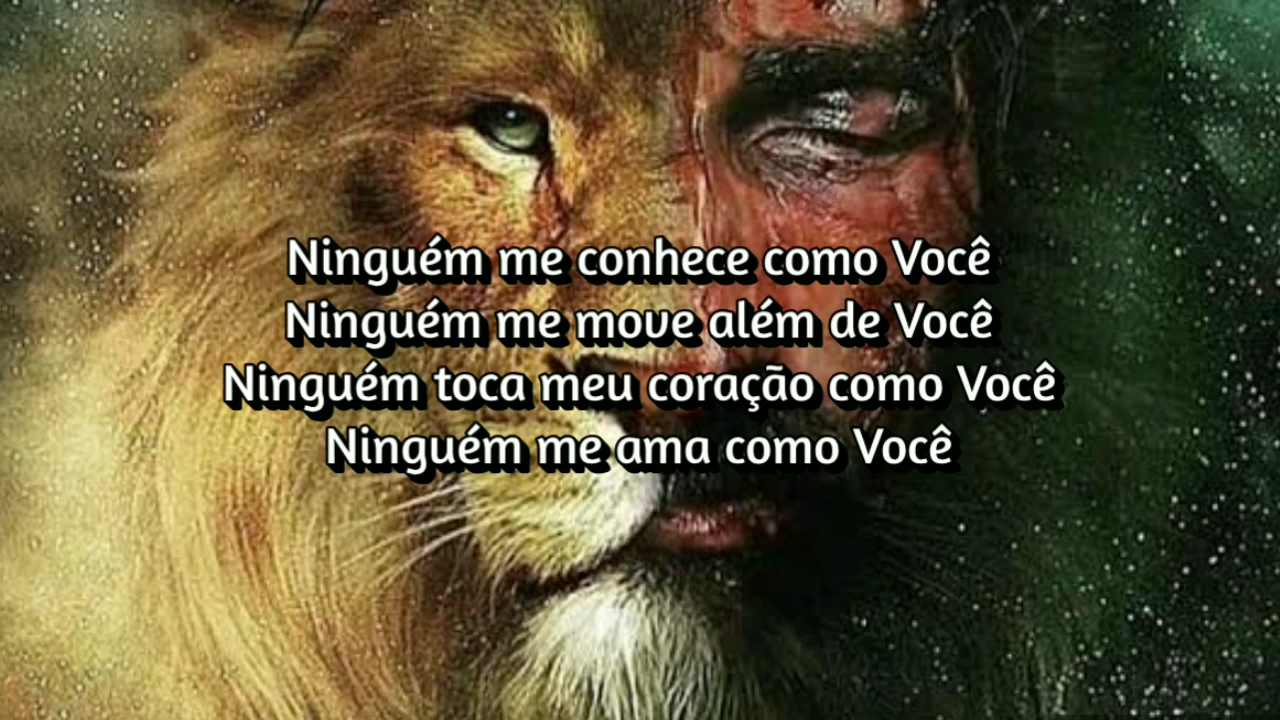 Ninguém me conhece como Você
Ninguém me move além de Você
Ninguém toca meu coração como Você
Ninguém me ama como Você